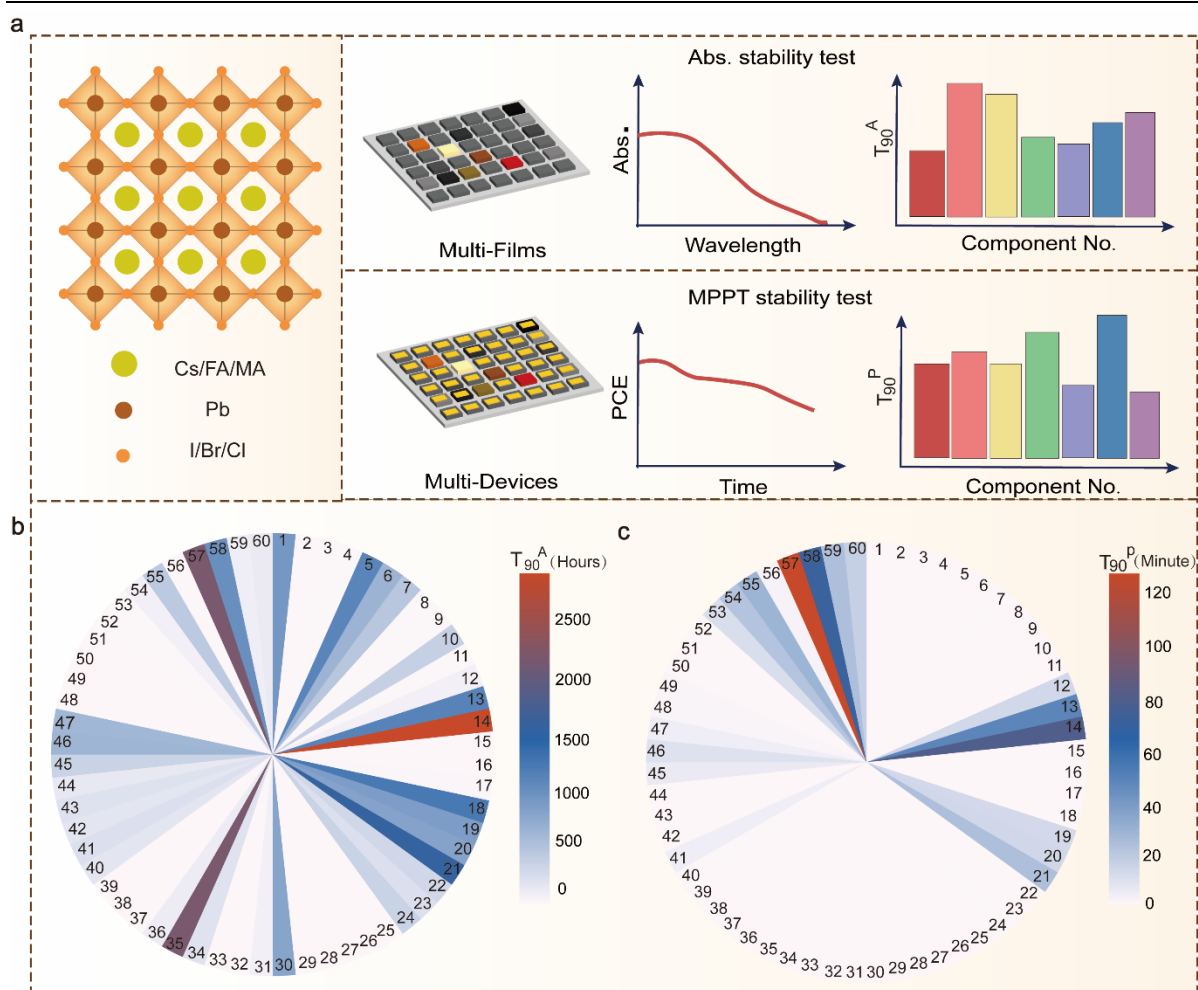 a
Cs/FA/MA
Pb
I/Br/Cl
Abs. stability test
Multi-Films
Abs.
Wavelength
T90^A
Component No.
MPPT stability test
Multi-Devices
PCE
Time
T90^P
Component No.
b
1 2 3 4 5 6 7 8 9 10 11 12 13 14 15 16 17 18 19 20 21 22 23 24 25 26 27 28 29 30 31 32 33 34 35 36 37 38 39 40 41 42 43 44 45 46 47 48 50 51 52 53 54 55 56 57 58 59 60
T90^A (Hours)
2500
2000
1500
1000
500
0
c
1 2 3 4 5 6 7 8 9 10 11 12 13 14 15 16 17 18 19 20 21 22 23 24 25 26 27 28 29 30 31 32 33 34 35 36 37 38 39 40 41 42 43 44 45 46 47 48 49 50 52 53 54 55 56 57 58 59 60
T90^p (Minute)
120
100
80
60
40
20
0